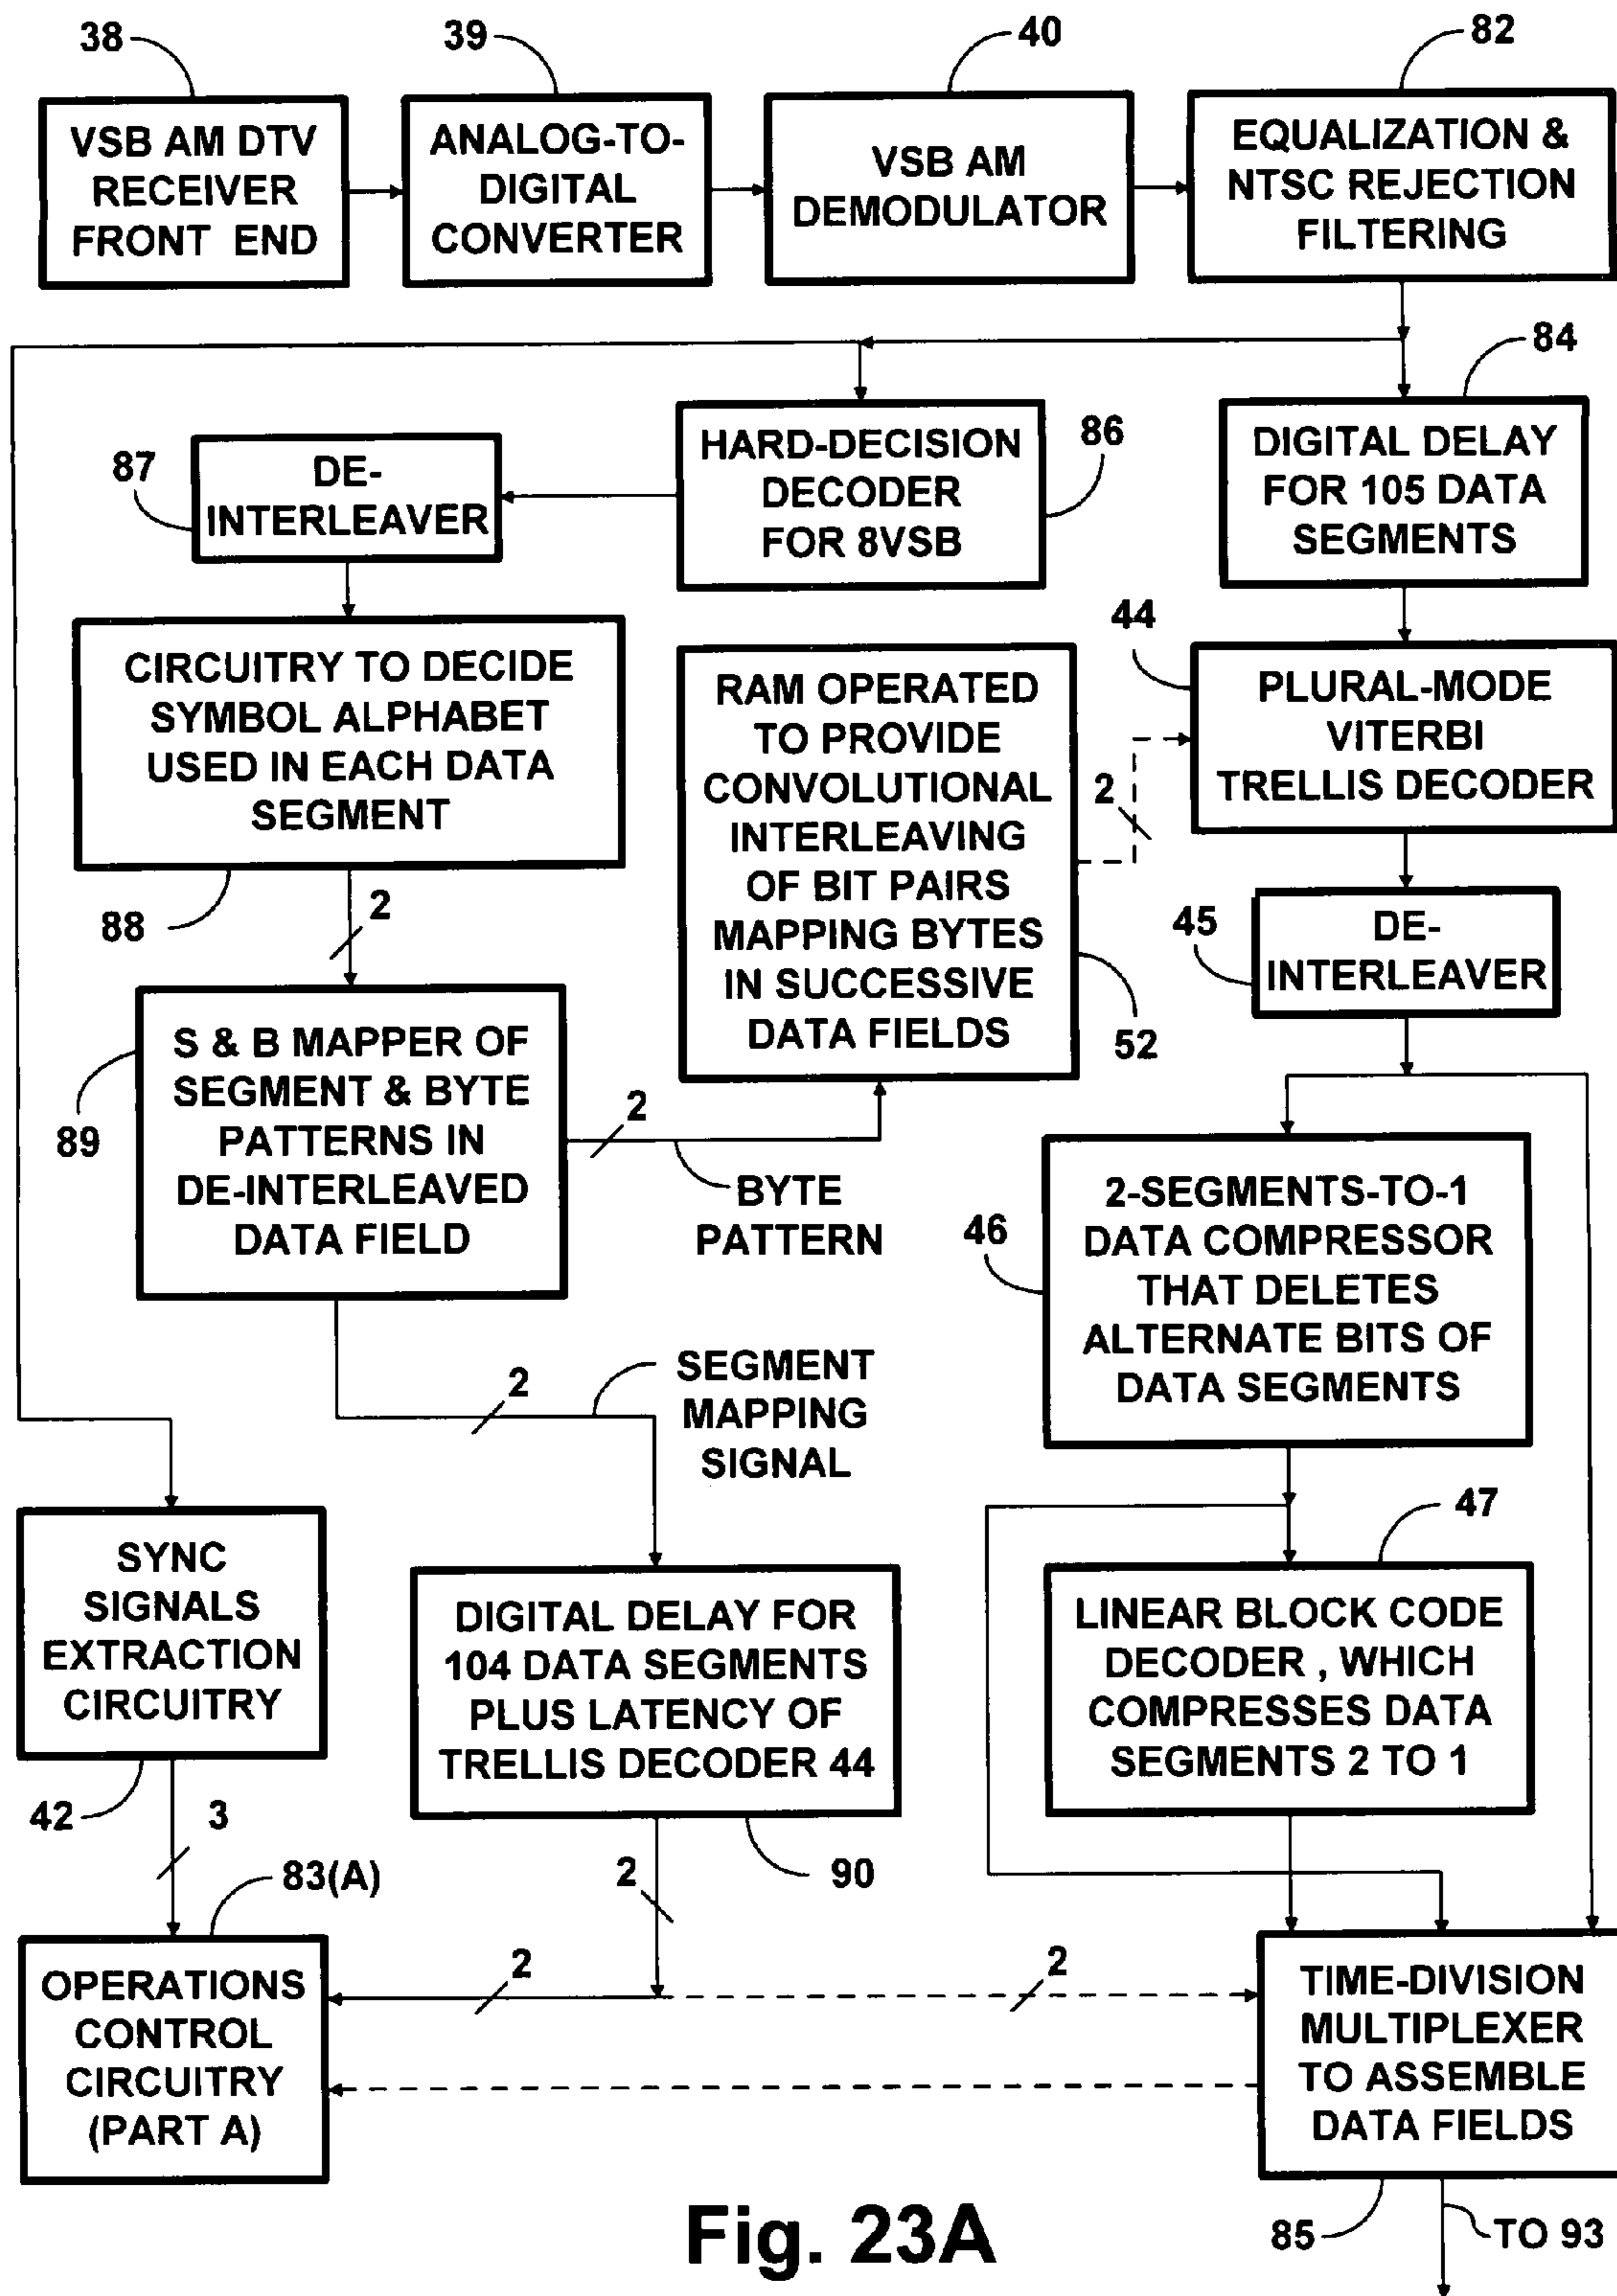 38
39
40
82
VSB AM DTV
RECEIVER
FRONT END
ANALOG-TO-
DIGITAL
CONVERTER
VSB AM
DEMODULATOR
EQUALIZATION &
NTSC REJECTION
FILTERING
84
87
DE-
INTERLEAVER
HARD-DECISION
DECODER
FOR 8VSB
86
DIGITAL DELAY
FOR 105 DATA
SEGMENTS
CIRCUITRY TO DECIDE
SYMBOL ALPHABET
USED IN EACH DATA
SEGMENT
88
2
RAM OPERATED
TO PROVIDE
CONVOLUTIONAL
INTERLEAVING
OF BIT PAIRS
MAPPING BYTES
IN SUCCESSIVE
DATA FIELDS
52
2
44
PLURAL-MODE
VITERBI
TRELLIS DECODER
45
DE-
INTERLEAVER
S & B MAPPER OF
SEGMENT & BYTE
PATTERNS IN
DE-INTERLEAVED
DATA FIELD
89
2
BYTE
PATTERN
46
2-SEGMENTS-TO-1
DATA COMPRESSOR
THAT DELETES
ALTERNATE BITS OF
DATA SEGMENTS
2
SEGMENT
MAPPING
SIGNAL
47
SYNC
SIGNALS
EXTRACTION
CIRCUITRY
42
3
DIGITAL DELAY FOR
104 DATA SEGMENTS
PLUS LATENCY OF
TRELLIS DECODER 44
90
2
LINEAR BLOCK CODE
DECODER , WHICH
COMPRESSES DATA
SEGMENTS 2 TO 1
83(A)
OPERATIONS
CONTROL
CIRCUITRY
(PART A)
2
2
TIME-DIVISION
MULTIPLEXER
TO ASSEMBLE
DATA FIELDS
85
TO 93
Fig. 23A